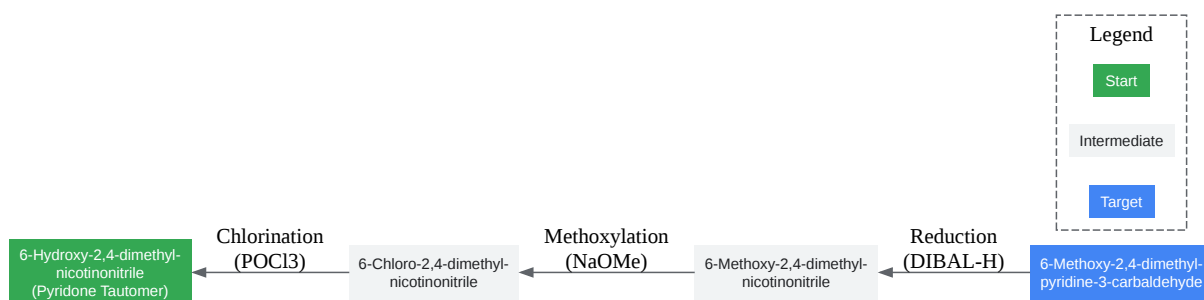 Legend
Start
Intermediate
Target
Chlorination
(POCl3)
Methoxylation
(NaOMe)
Reduction
(DIBAL-H)
6-Hydroxy-2,4-dimethyl-
nicotinonitrile
(Pyridone Tautomer)
6-Chloro-2,4-dimethyl-
nicotinonitrile
6-Methoxy-2,4-dimethyl-
nicotinonitrile
6-Methoxy-2,4-dimethyl-
pyridine-3-carbaldehyde